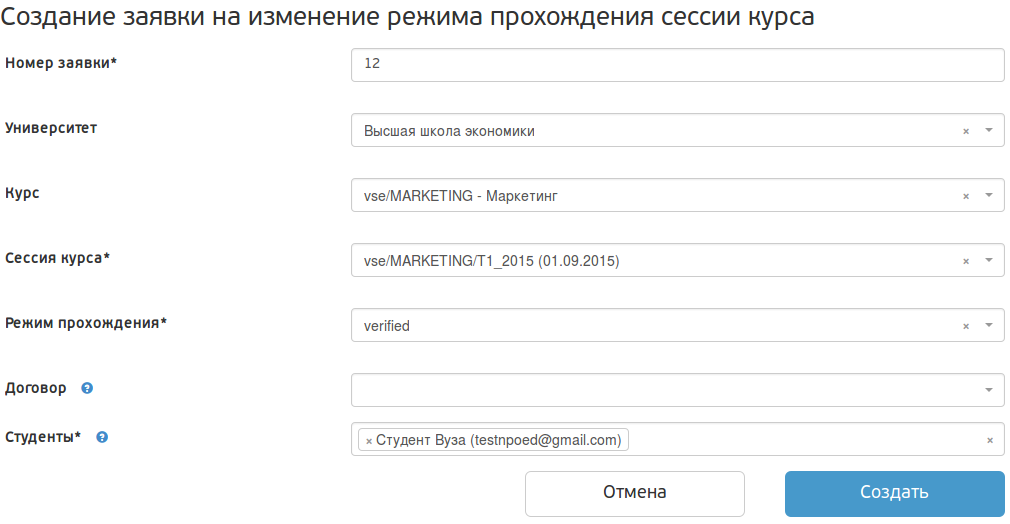 Создание заявки на изменение режима прохождения сессии курса
Номер заявки* 12
Университет Высшая школа экономики ×
Курс vse/MARKETING - Маркетинг ×
Сессия курса* vse/MARKETING/T1_2015 (01.09.2015) ×
Режим прохождения* verified ×
Договор ?
Студенты* ? × Студент Вуза (testnpoed@gmail.com) ×
Отмена Создать